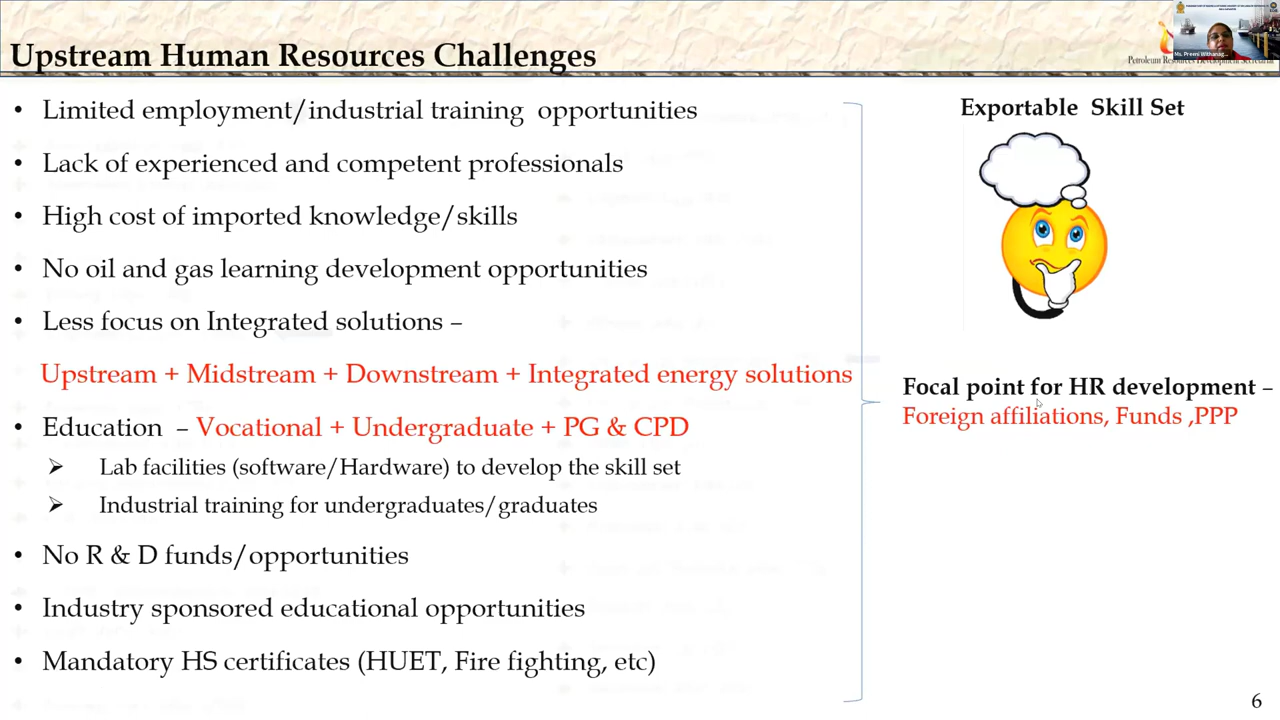 Upstream Human Resources Challenges
Ms. Preeni Withanag...
Petroleum Resources Development Secretariat
• Limited employment/industrial training opportunities
• Lack of experienced and competent professionals
• High cost of imported knowledge/skills
• No oil and gas learning development opportunities
• Less focus on Integrated solutions –
Upstream + Midstream + Downstream + Integrated energy solutions
• Education – Vocational + Undergraduate + PG & CPD
➢ Lab facilities (software/Hardware) to develop the skill set
➢ Industrial training for undergraduates/graduates
• No R & D funds/opportunities
• Industry sponsored educational opportunities
• Mandatory HS certificates (HUET, Fire fighting, etc)
Exportable Skill Set
Focal point for HR development –
Foreign affiliations, Funds ,PPP
6